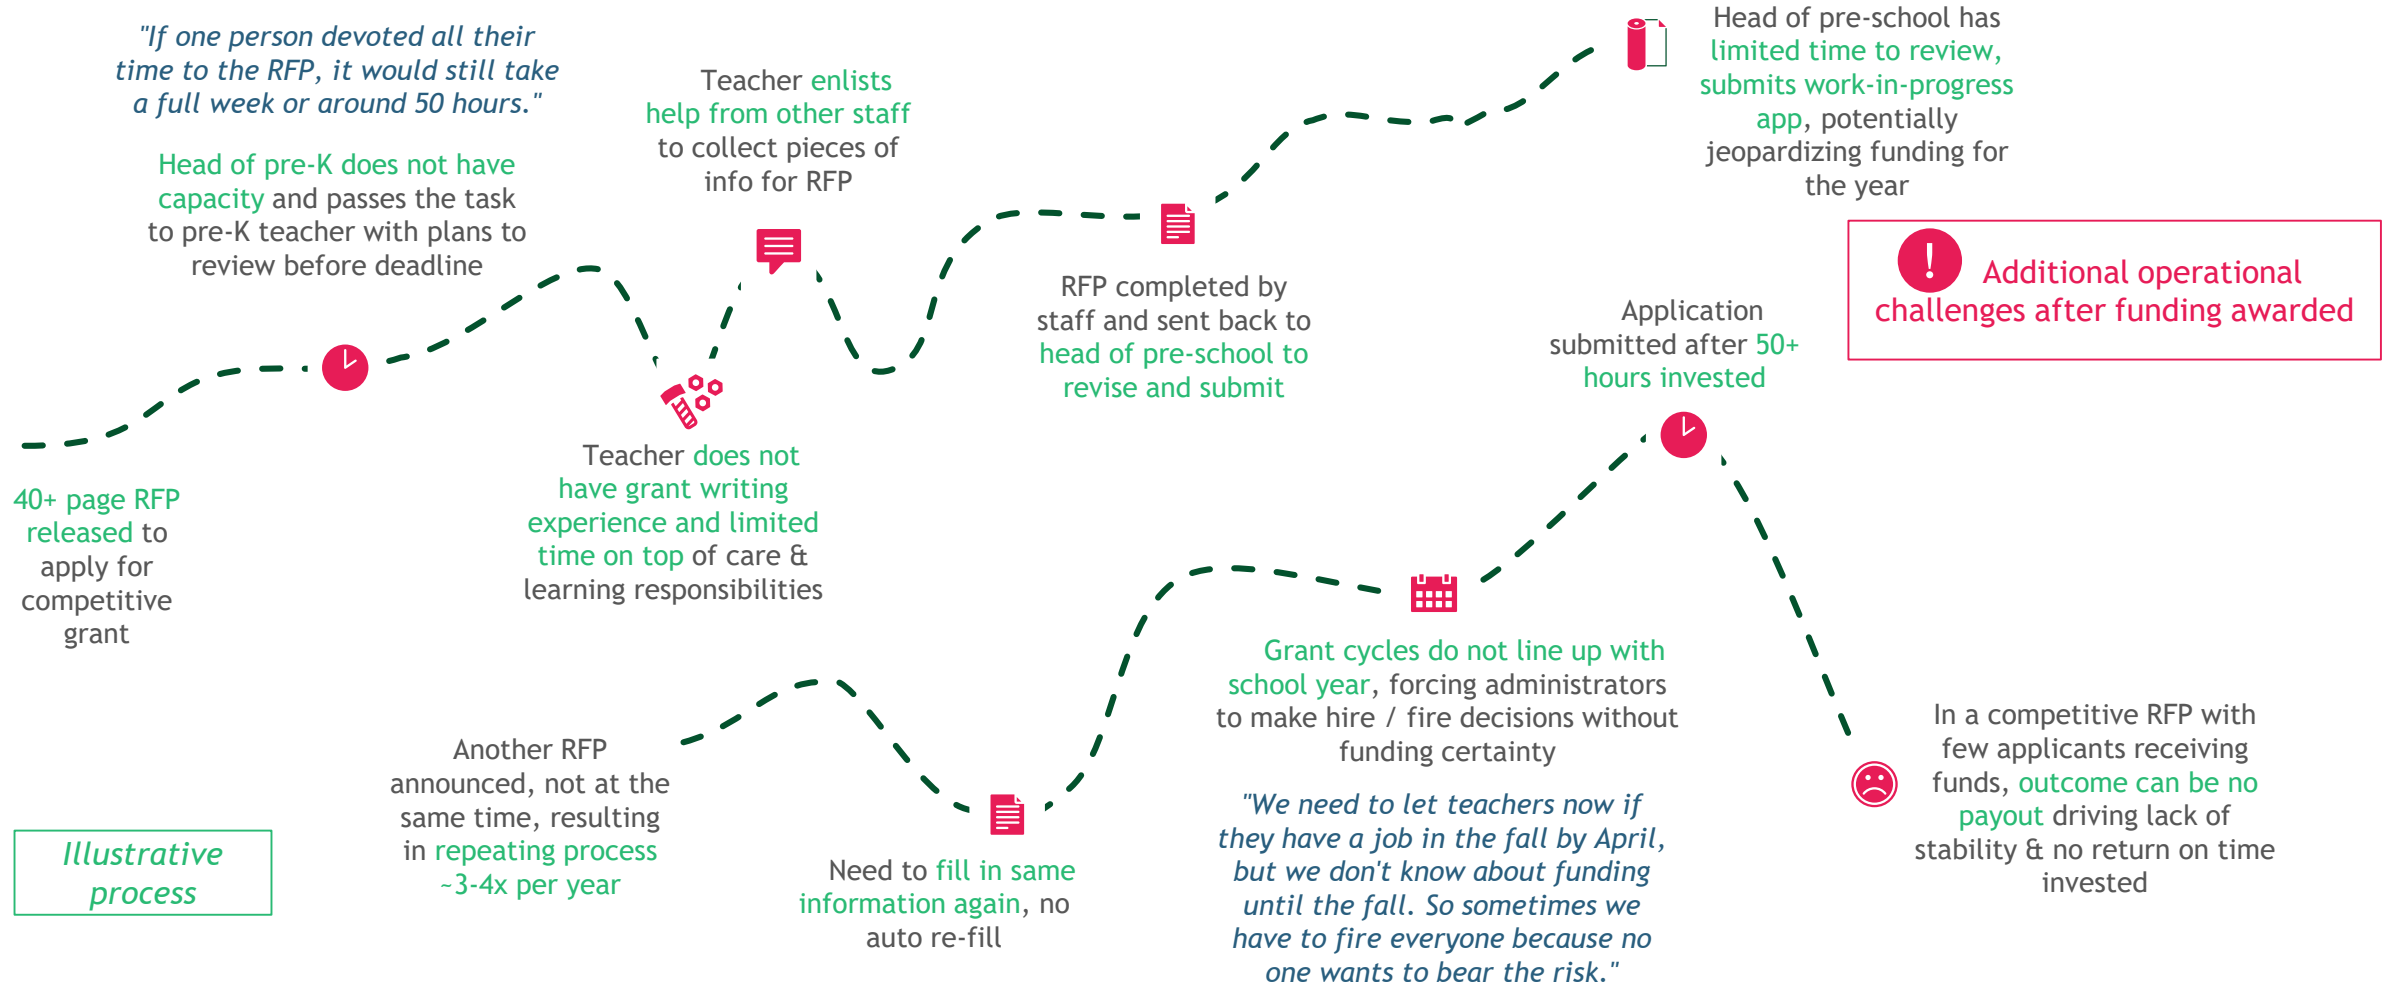 "If one person devoted all their
time to the RFP, it would still take
a full week or around 50 hours."
Head of pre-K does not have
capacity and passes the task
to pre-K teacher with plans to
review before deadline
40+ page RFP
released to
apply for
competitive
grant
Teacher enlists
help from other staff
to collect pieces of
info for RFP
Teacher does not
have grant writing
experience and limited
time on top of care &
learning responsibilities
RFP completed by
staff and sent back to
head of pre-school to
revise and submit
Head of pre-school has
limited time to review,
submits work-in-progress
app, potentially
jeopardizing funding for
the year
! Additional operational
challenges after funding awarded
Another RFP
announced, not at the
same time, resulting
in repeating process
~3-4x per year
Need to fill in same
information again, no
auto re-fill
Grant cycles do not line up with
school year, forcing administrators
to make hire / fire decisions without
funding certainty
"We need to let teachers now if
they have a job in the fall by April,
but we don't know about funding
until the fall. So sometimes we
have to fire everyone because no
one wants to bear the risk."
Application
submitted after 50+
hours invested
In a competitive RFP with
few applicants receiving
funds, outcome can be no
payout driving lack of
stability & no return on time
invested
Illustrative
process